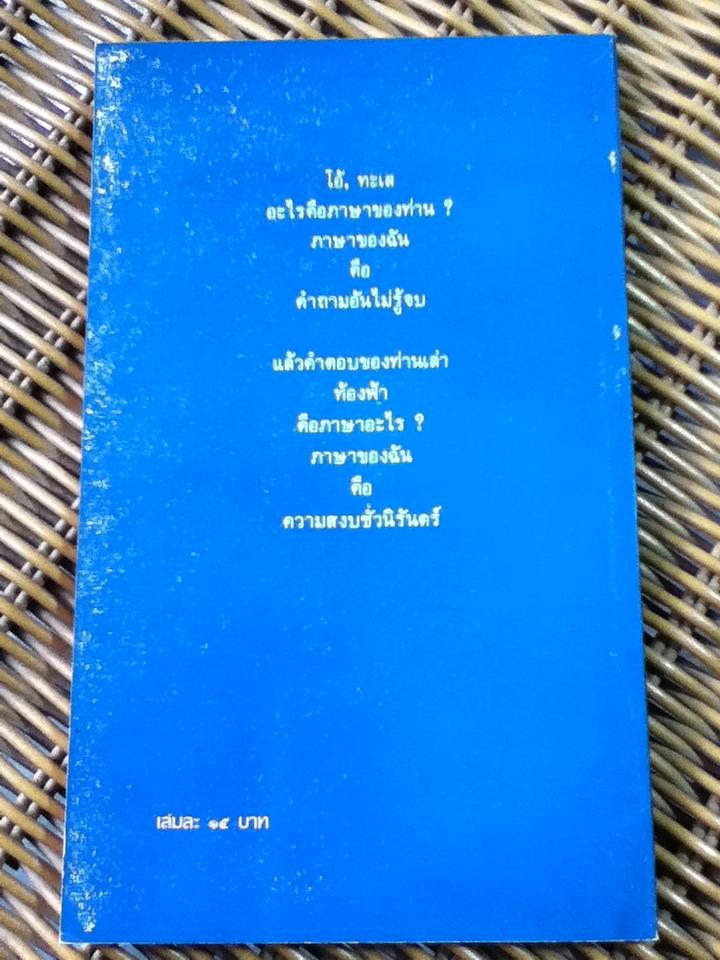 โอ้, ทะเล
อะไรคือภาษาของท่าน ?
ภาษาของฉัน
คือ
คำถามอันไม่รู้จบ
แล้วคำตอบของท่านเล่า
ท้องฟ้า
คือภาษาอะไร ?
ภาษาของฉัน
คือ
ความสงบชั่วนิรันดร์
เล่มละ ๑๕ บาท